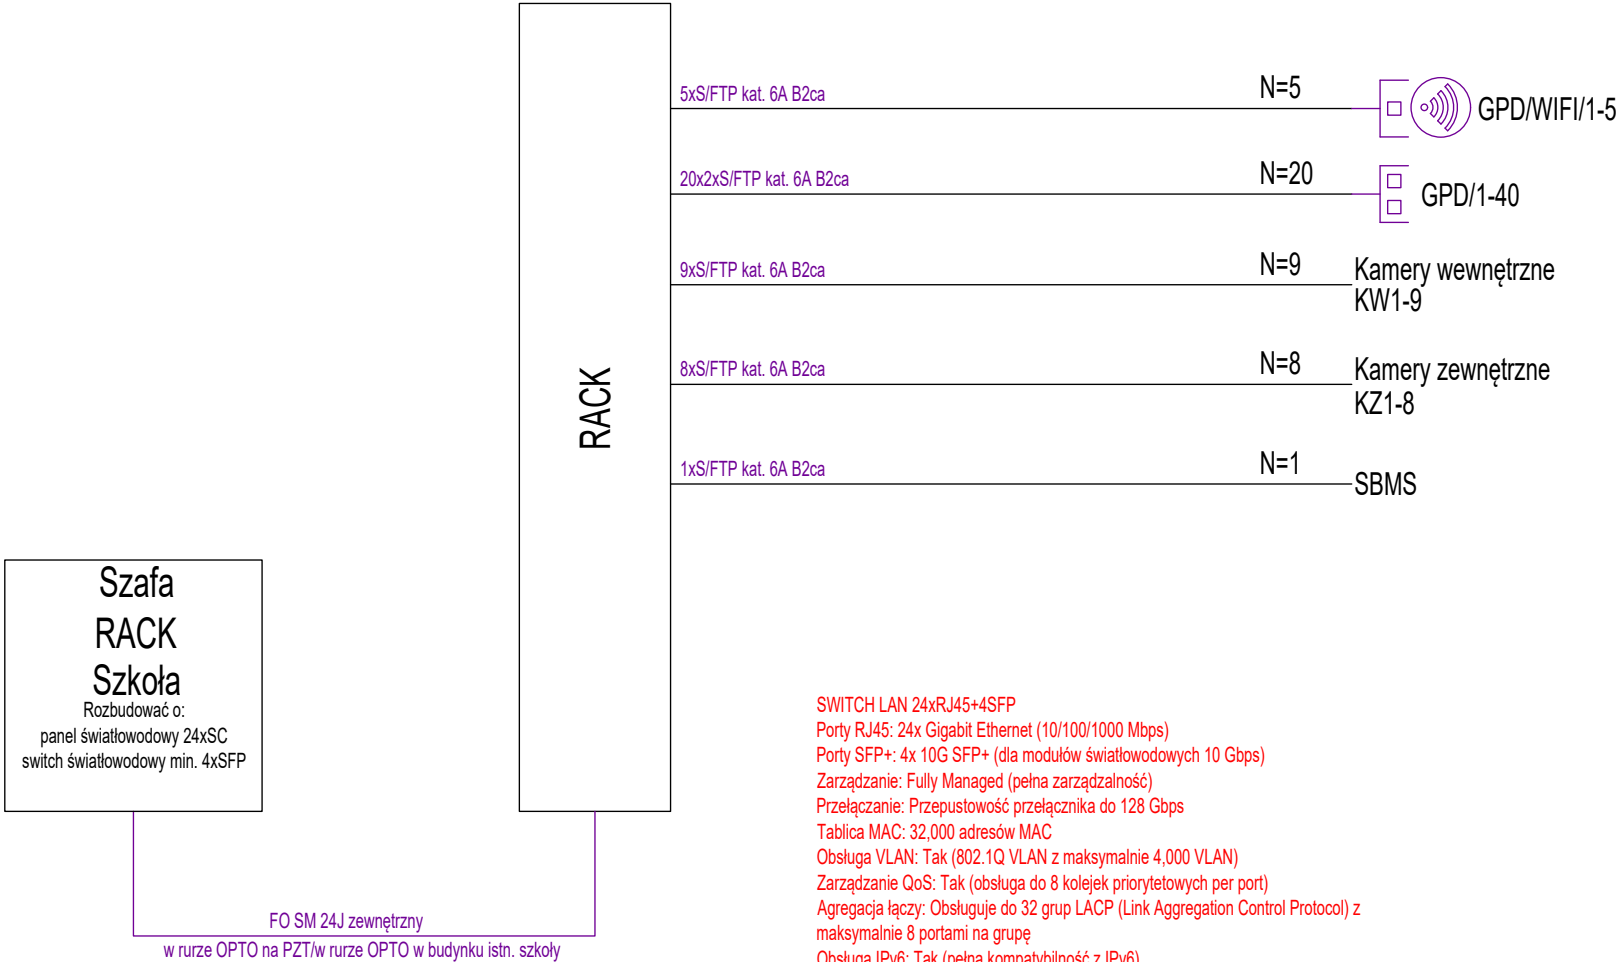 5xS/FTP kat. 6A B2ca
N=5
GPD/WIFI/1-5
20x2xS/FTP kat. 6A B2ca
N=20
GPD/1-40
9xS/FTP kat. 6A B2ca
N=9
Kamery wewnętrzne
KW1-9
8xS/FTP kat. 6A B2ca
N=8
Kamery zewnętrzne
KZ1-8
1xS/FTP kat. 6A B2ca
N=1
SBMS
RACK
Szafa
RACK
Szkoła
Rozbudować o:
panel światłowodowy 24xSC
switch światłowodowy min. 4xSFP
FO SM 24J zewnętrzny
w rurze OPTO na PZT/w rurze OPTO w budynku istn. szkoły
SWITCH LAN 24xRJ45+4SFP
Porty RJ45: 24x Gigabit Ethernet (10/100/1000 Mbps)
Porty SFP+: 4x 10G SFP+ (dla modułów światłowodowych 10 Gbps)
Zarządzanie: Fully Managed (pełna zarządzalność)
Przełączanie: Przepustowość przełącznika do 128 Gbps
Tablica MAC: 32,000 adresów MAC
Obsługa VLAN: Tak (802.1Q VLAN z maksymalnie 4,000 VLAN)
Zarządzanie QoS: Tak (obsługa do 8 kolejek priorytetowych per port)
Agregacja łączy: Obsługuje do 32 grup LACP (Link Aggregation Control Protocol) z
maksymalnie 8 portami na grupę
Obsługa IPv6: Tak (pełna kompatybilność z IPv6)